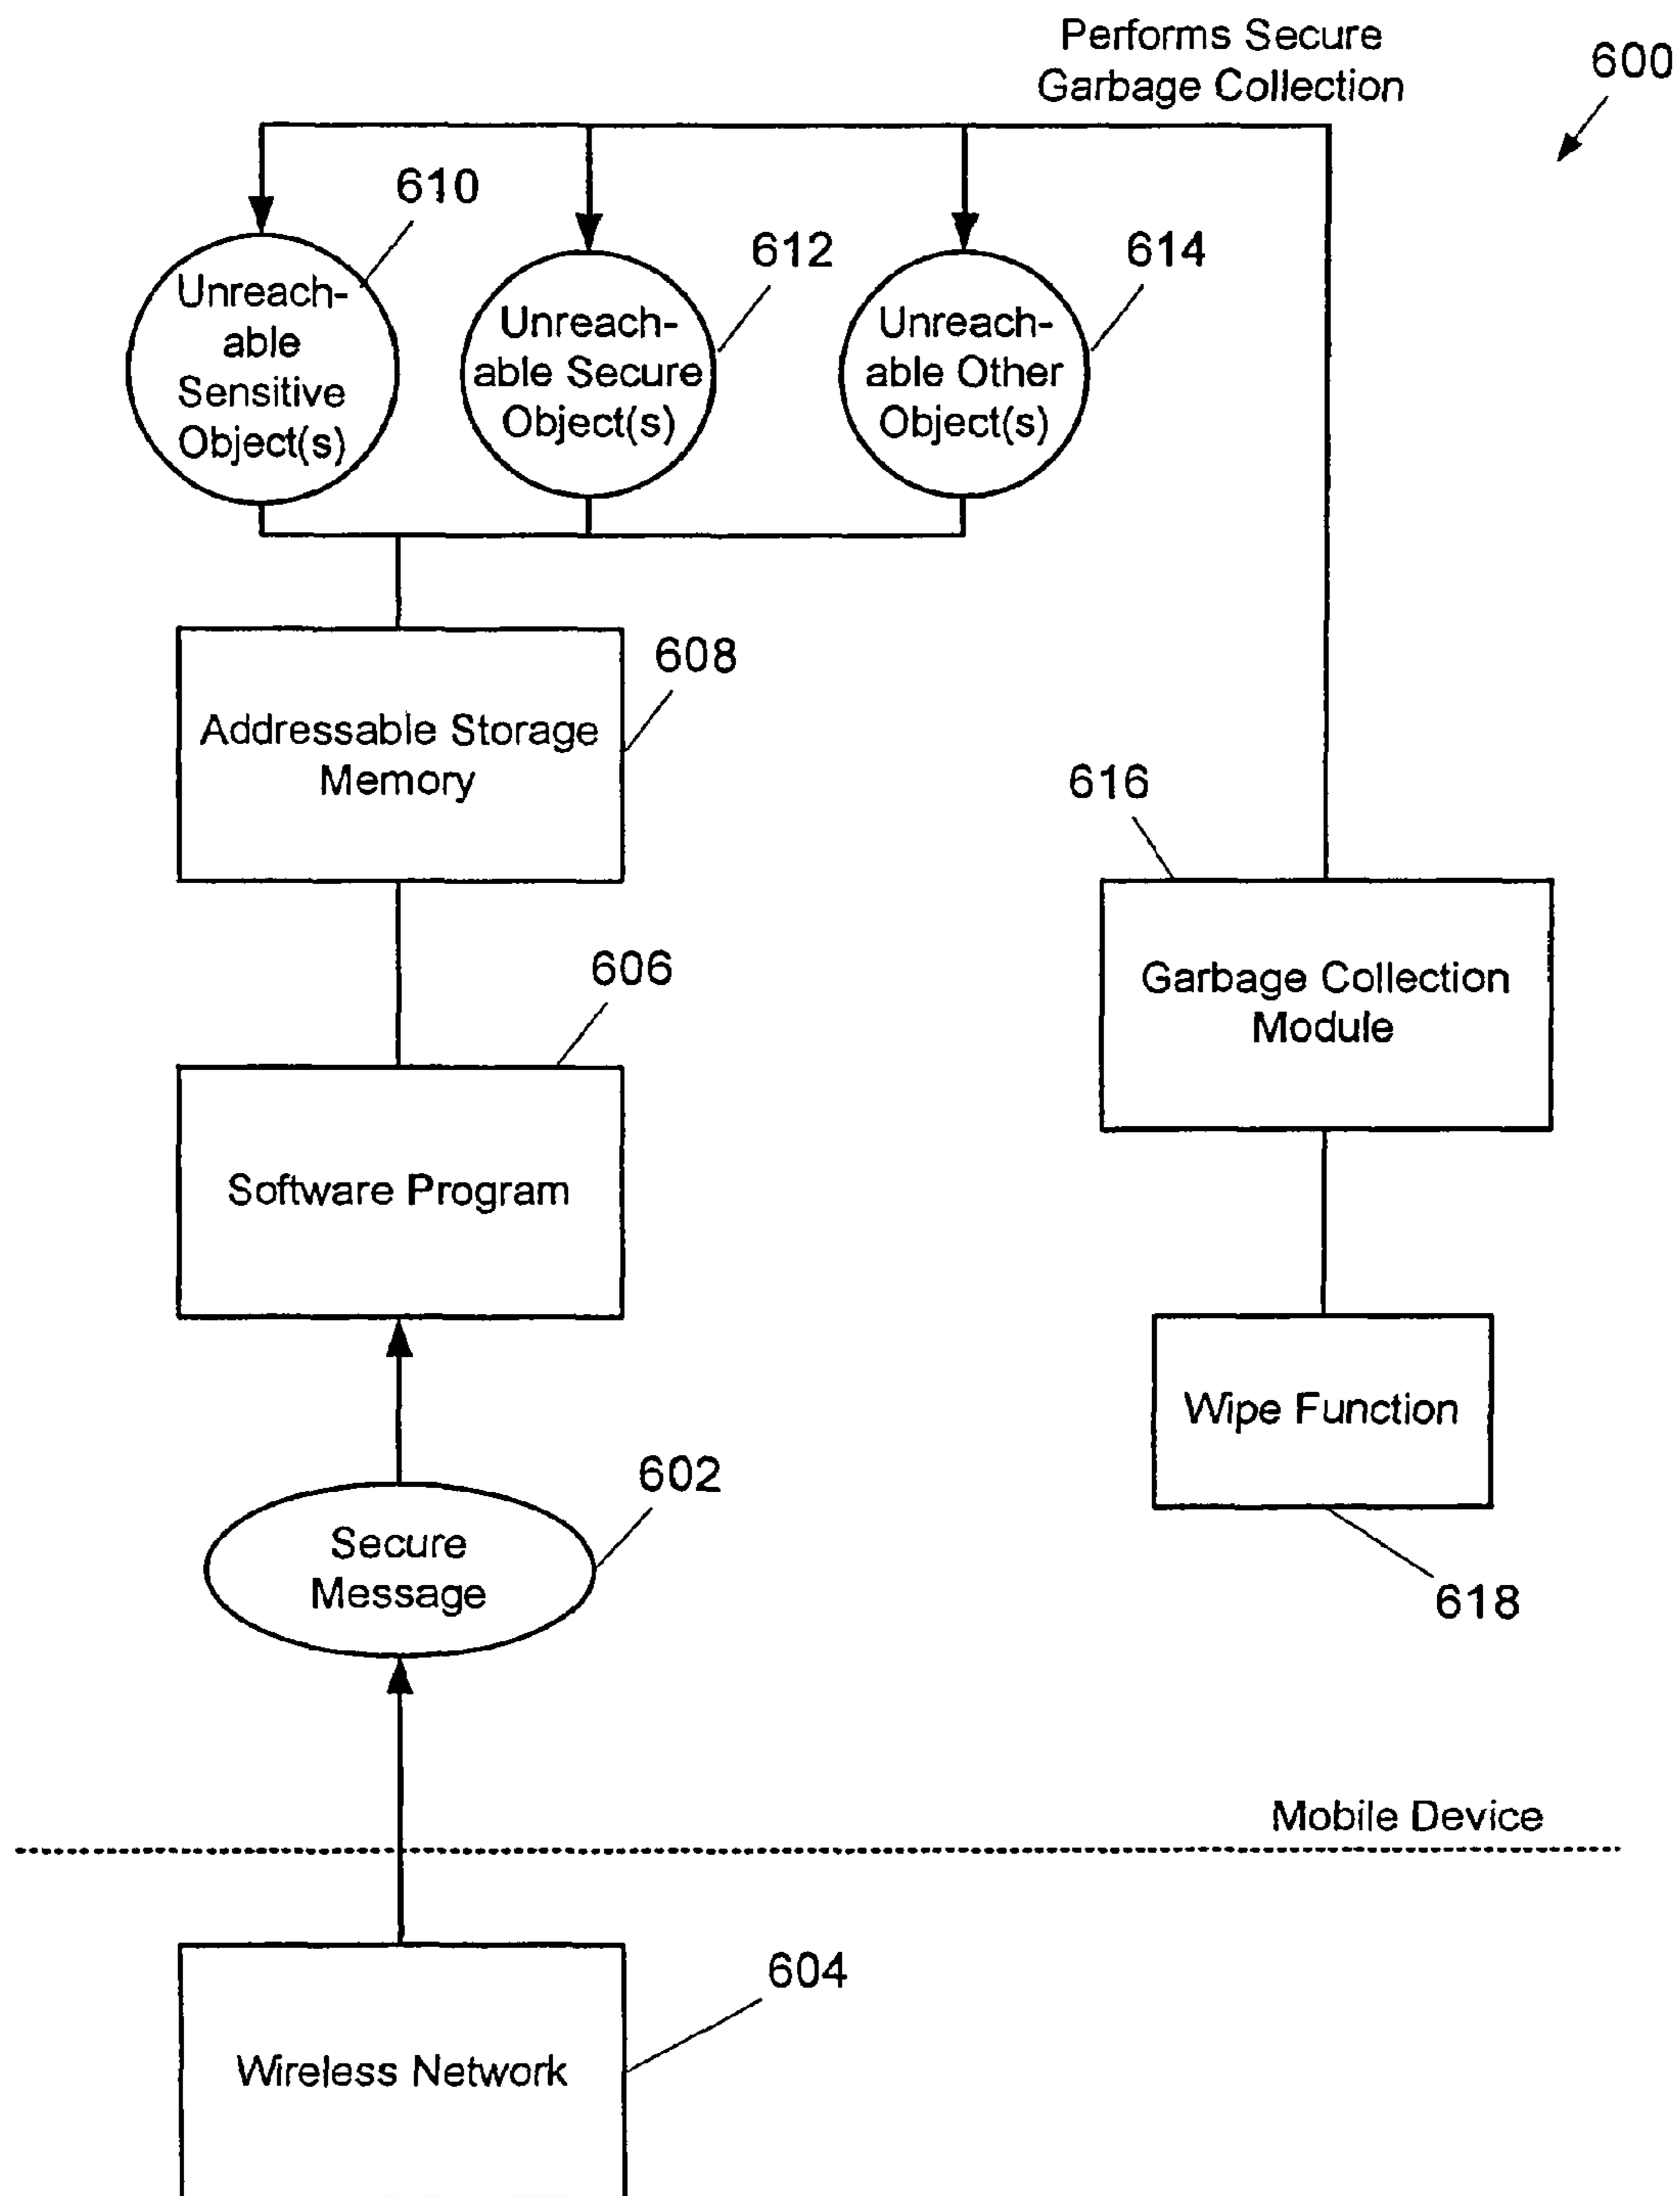 Performs Secure
Garbage Collection
600
610
612
614
Unreach-
able
Sensitive
Object(s)
Unreach-
able Secure
Object(s)
Unreach-
able Other
Object(s)
608
Addressable Storage
Memory
616
Garbage Collection
Module
606
Software Program
Wipe Function
618
602
Secure
Message
Mobile Device
604
Wireless Network